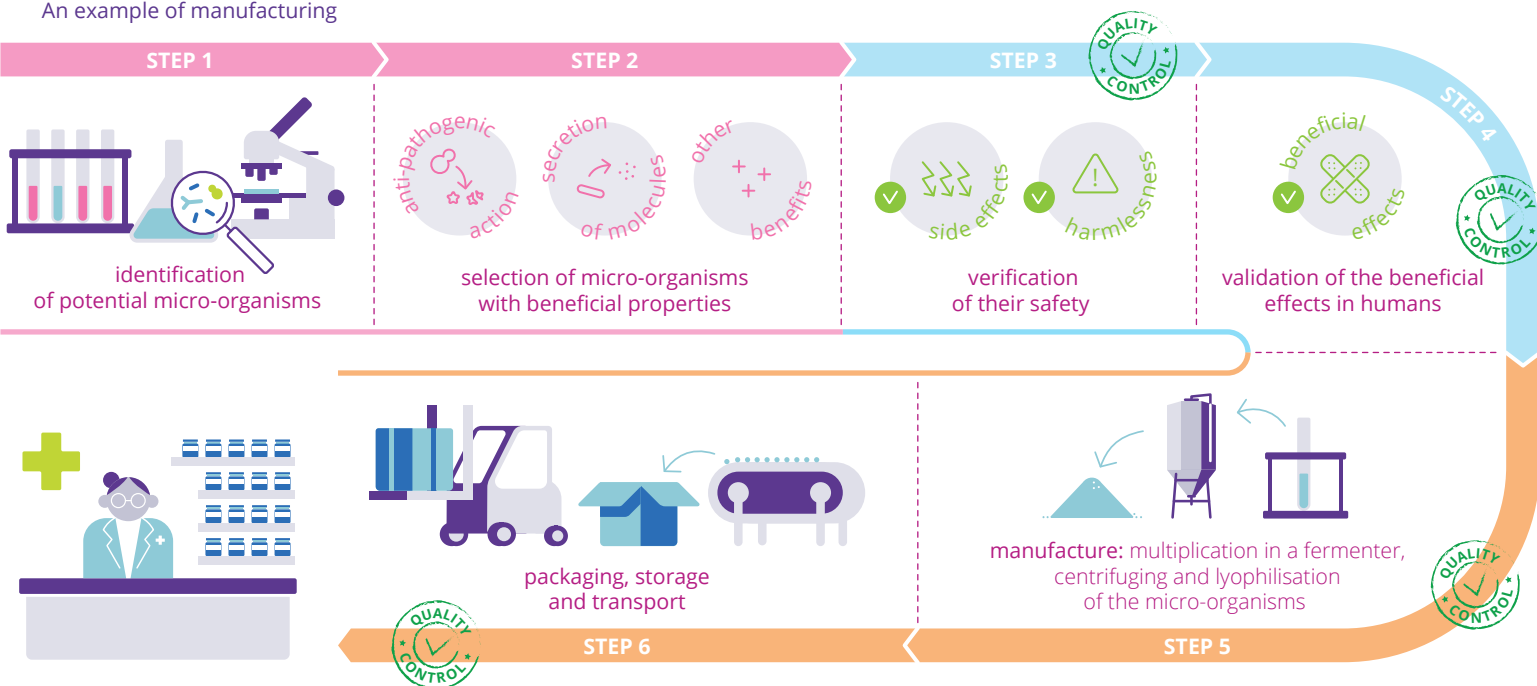 An example of manufacturing
STEP 1
STEP 2
STEP 3
QUALITY
CONTROL
STEP 4
anti-pathogenic
action
secretion
of molecules
other
benefits
side effects
harmlessness
beneficial
effects
QUALITY
CONTROL
identification
of potential micro-organisms
selection of micro-organisms
with beneficial properties
verification
of their safety
validation of the beneficial
effects in humans
manufacture: multiplication in a fermenter,
centrifuging and lyophilisation
of the micro-organisms
QUALITY
CONTROL
STEP 5
packaging, storage
and transport
QUALITY
CONTROL
STEP 6